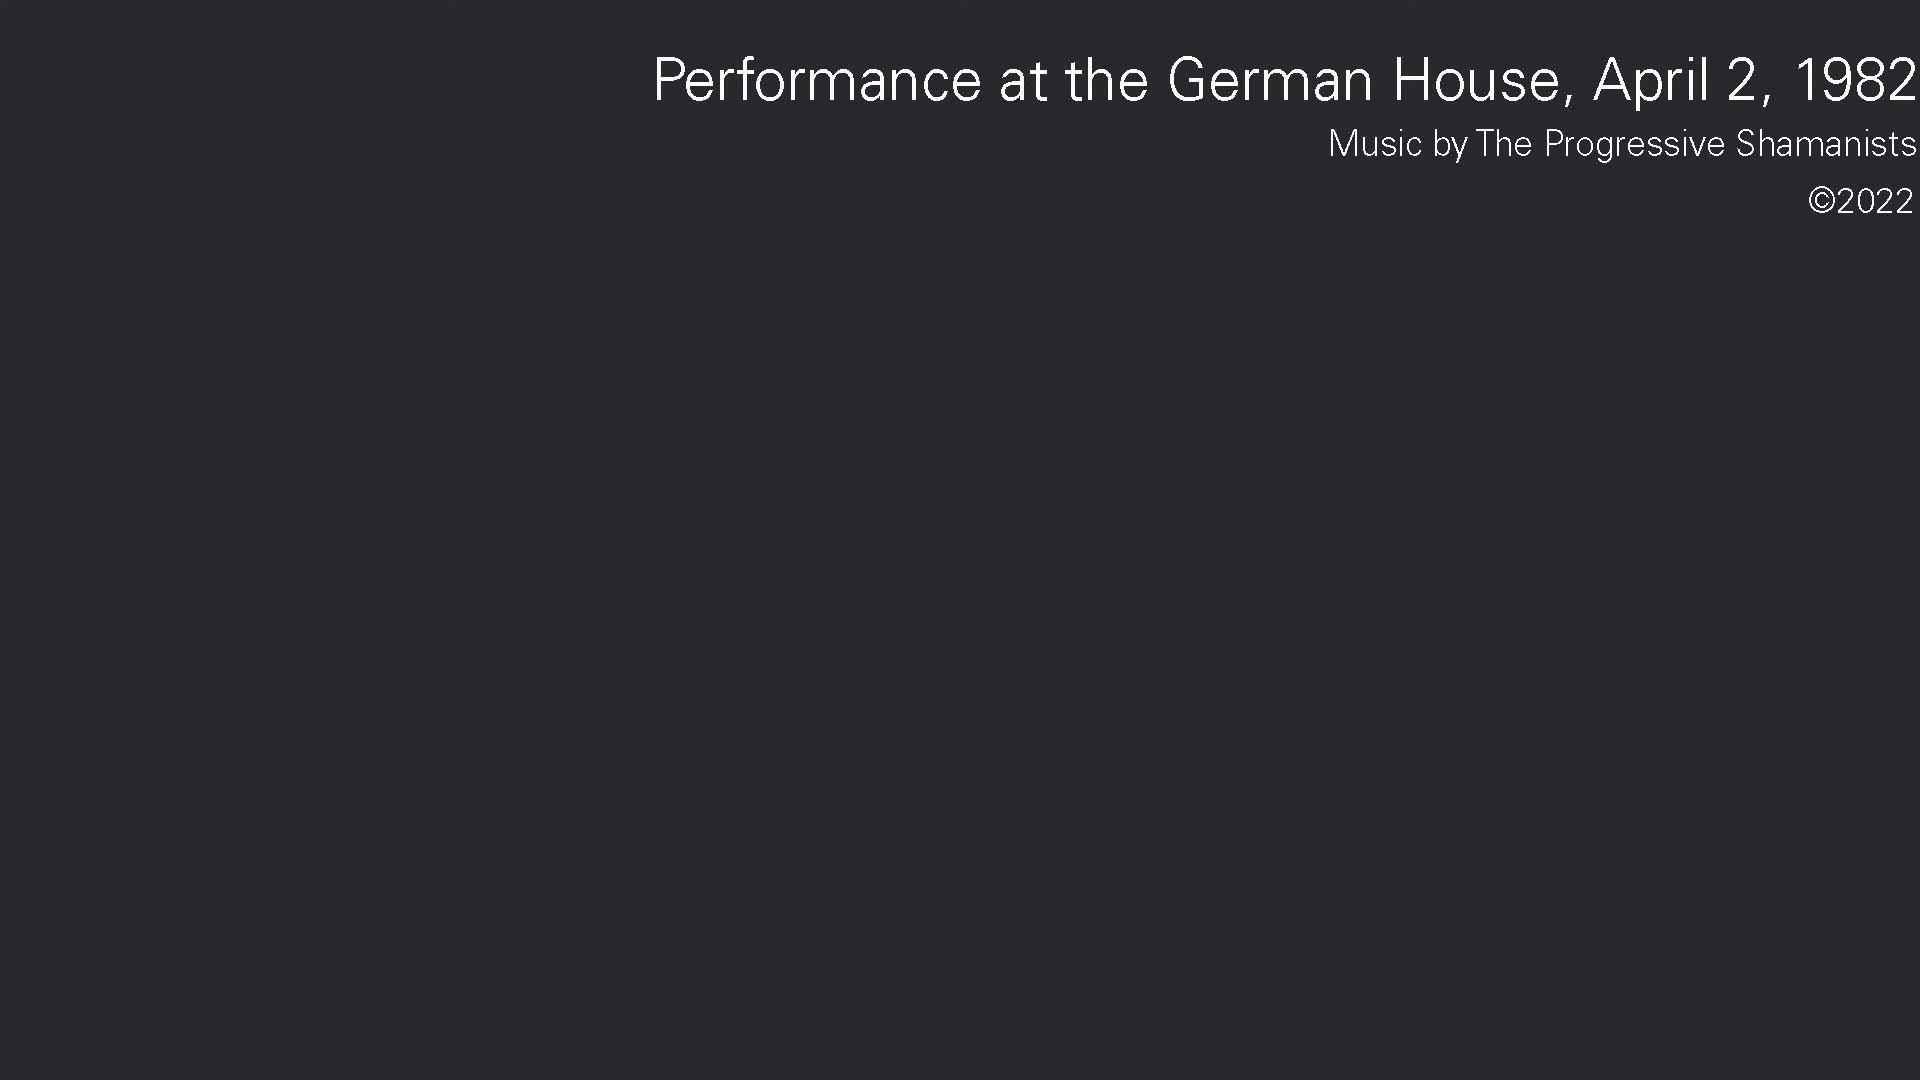 Performance at the German House, April 2, 1982
Music by The Progressive Shamanists
©2022